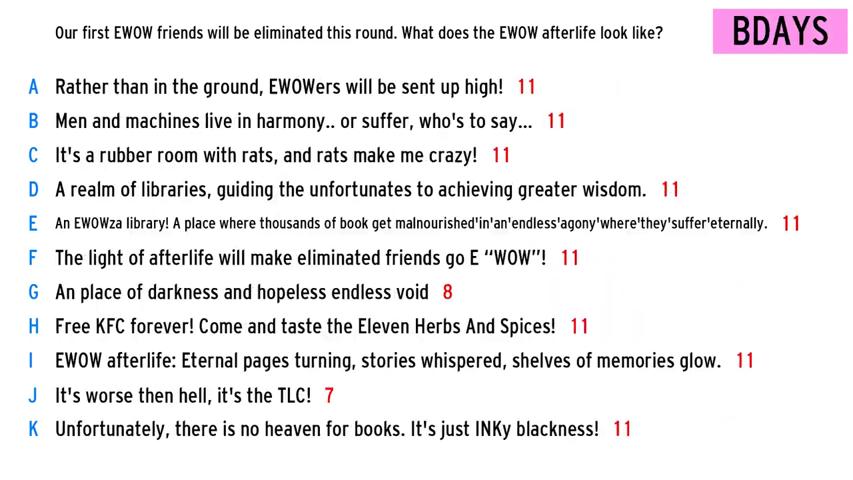 Our first EWOW friends will be eliminated this round. What does the EWOW afterlife look like?
BDAYS
A Rather than in the ground, EWOWers will be sent up high! 11
B Men and machines live in harmony.. or suffer, who's to say... 11
C It's a rubber room with rats, and rats make me crazy! 11
D A realm of libraries, guiding the unfortunates to achieving greater wisdom. 11
E An EWOWza library! A place where thousands of book get malnourished'in'an'endless'agony'where'they'suffer'eternally. 11
F The light of afterlife will make eliminated friends go E “WOW”! 11
G An place of darkness and hopeless endless void 8
H Free KFC forever! Come and taste the Eleven Herbs And Spices! 11
I EWOW afterlife: Eternal pages turning, stories whispered, shelves of memories glow. 11
J It's worse then hell, it's the TLC! 7
K Unfortunately, there is no heaven for books. It's just INKy blackness! 11